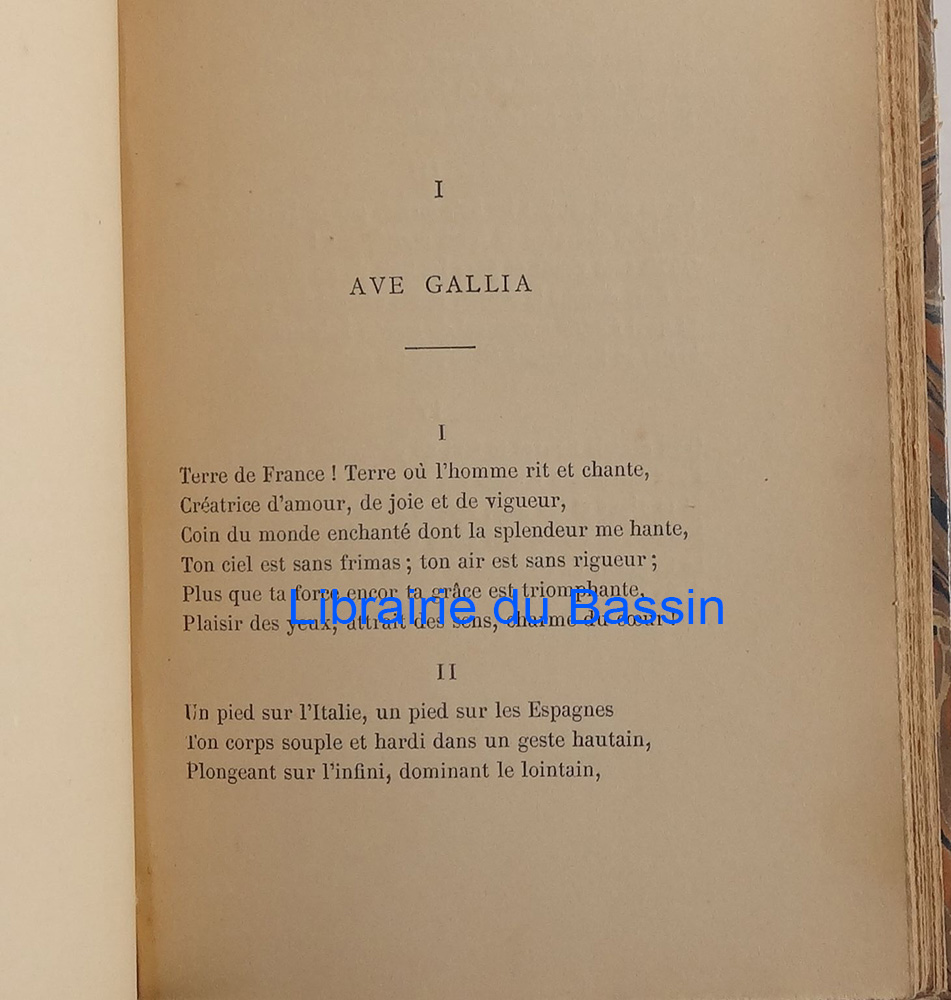 I
AVE GALLIA
I
Terre de France ! Terre où l'homme rit et chante,
Créatrice d'amour, de joie et de vigueur,
Coin du monde enchanté dont la splendeur me hante,
Ton ciel est sans frimas ; ton air est sans rigueur ;
Plus que ta force encor ta grâce est triomphante,
Librairie du Bassin
Plaisir des yeux, attrait des sens, charme du cœur !
II
Un pied sur l'Italie, un pied sur les Espagnes
Ton corps souple et hardi dans un geste hautain,
Plongeant sur l'infini, dominant le lointain,